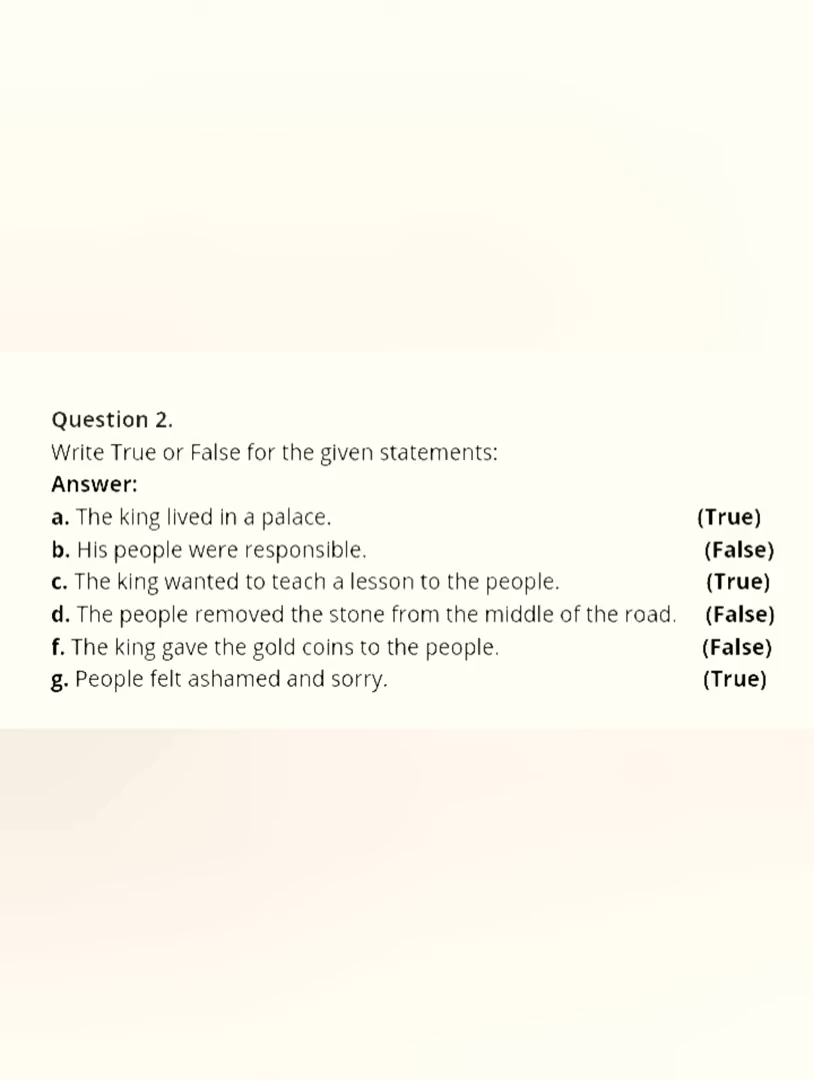 Question 2.
Write True or False for the given statements:
Answer:
a. The king lived in a palace. (True)
b. His people were responsible. (False)
c. The king wanted to teach a lesson to the people. (True)
d. The people removed the stone from the middle of the road. (False)
f. The king gave the gold coins to the people. (False)
g. People felt ashamed and sorry. (True)